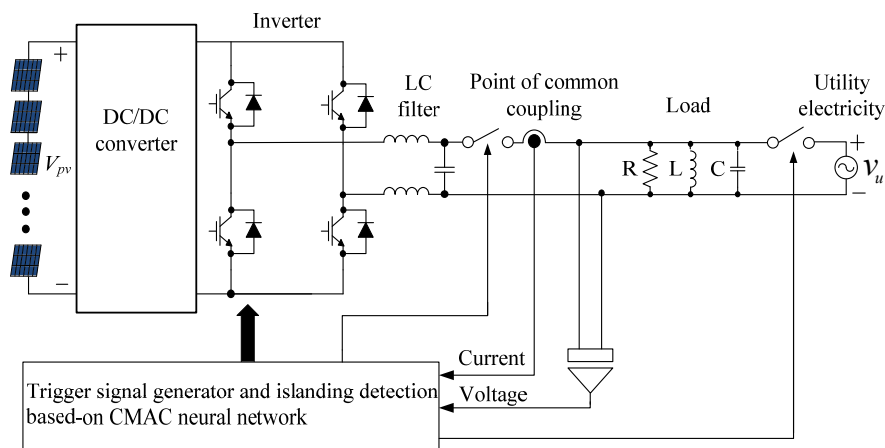 Inverter
DC/DC
converter
LC
filter
Point of common
coupling
Load
Utility
electricity
+
V_pv
−
R
L
C
+
v_u
−
Current
Voltage
Trigger signal generator and islanding detection
based-on CMAC neural network